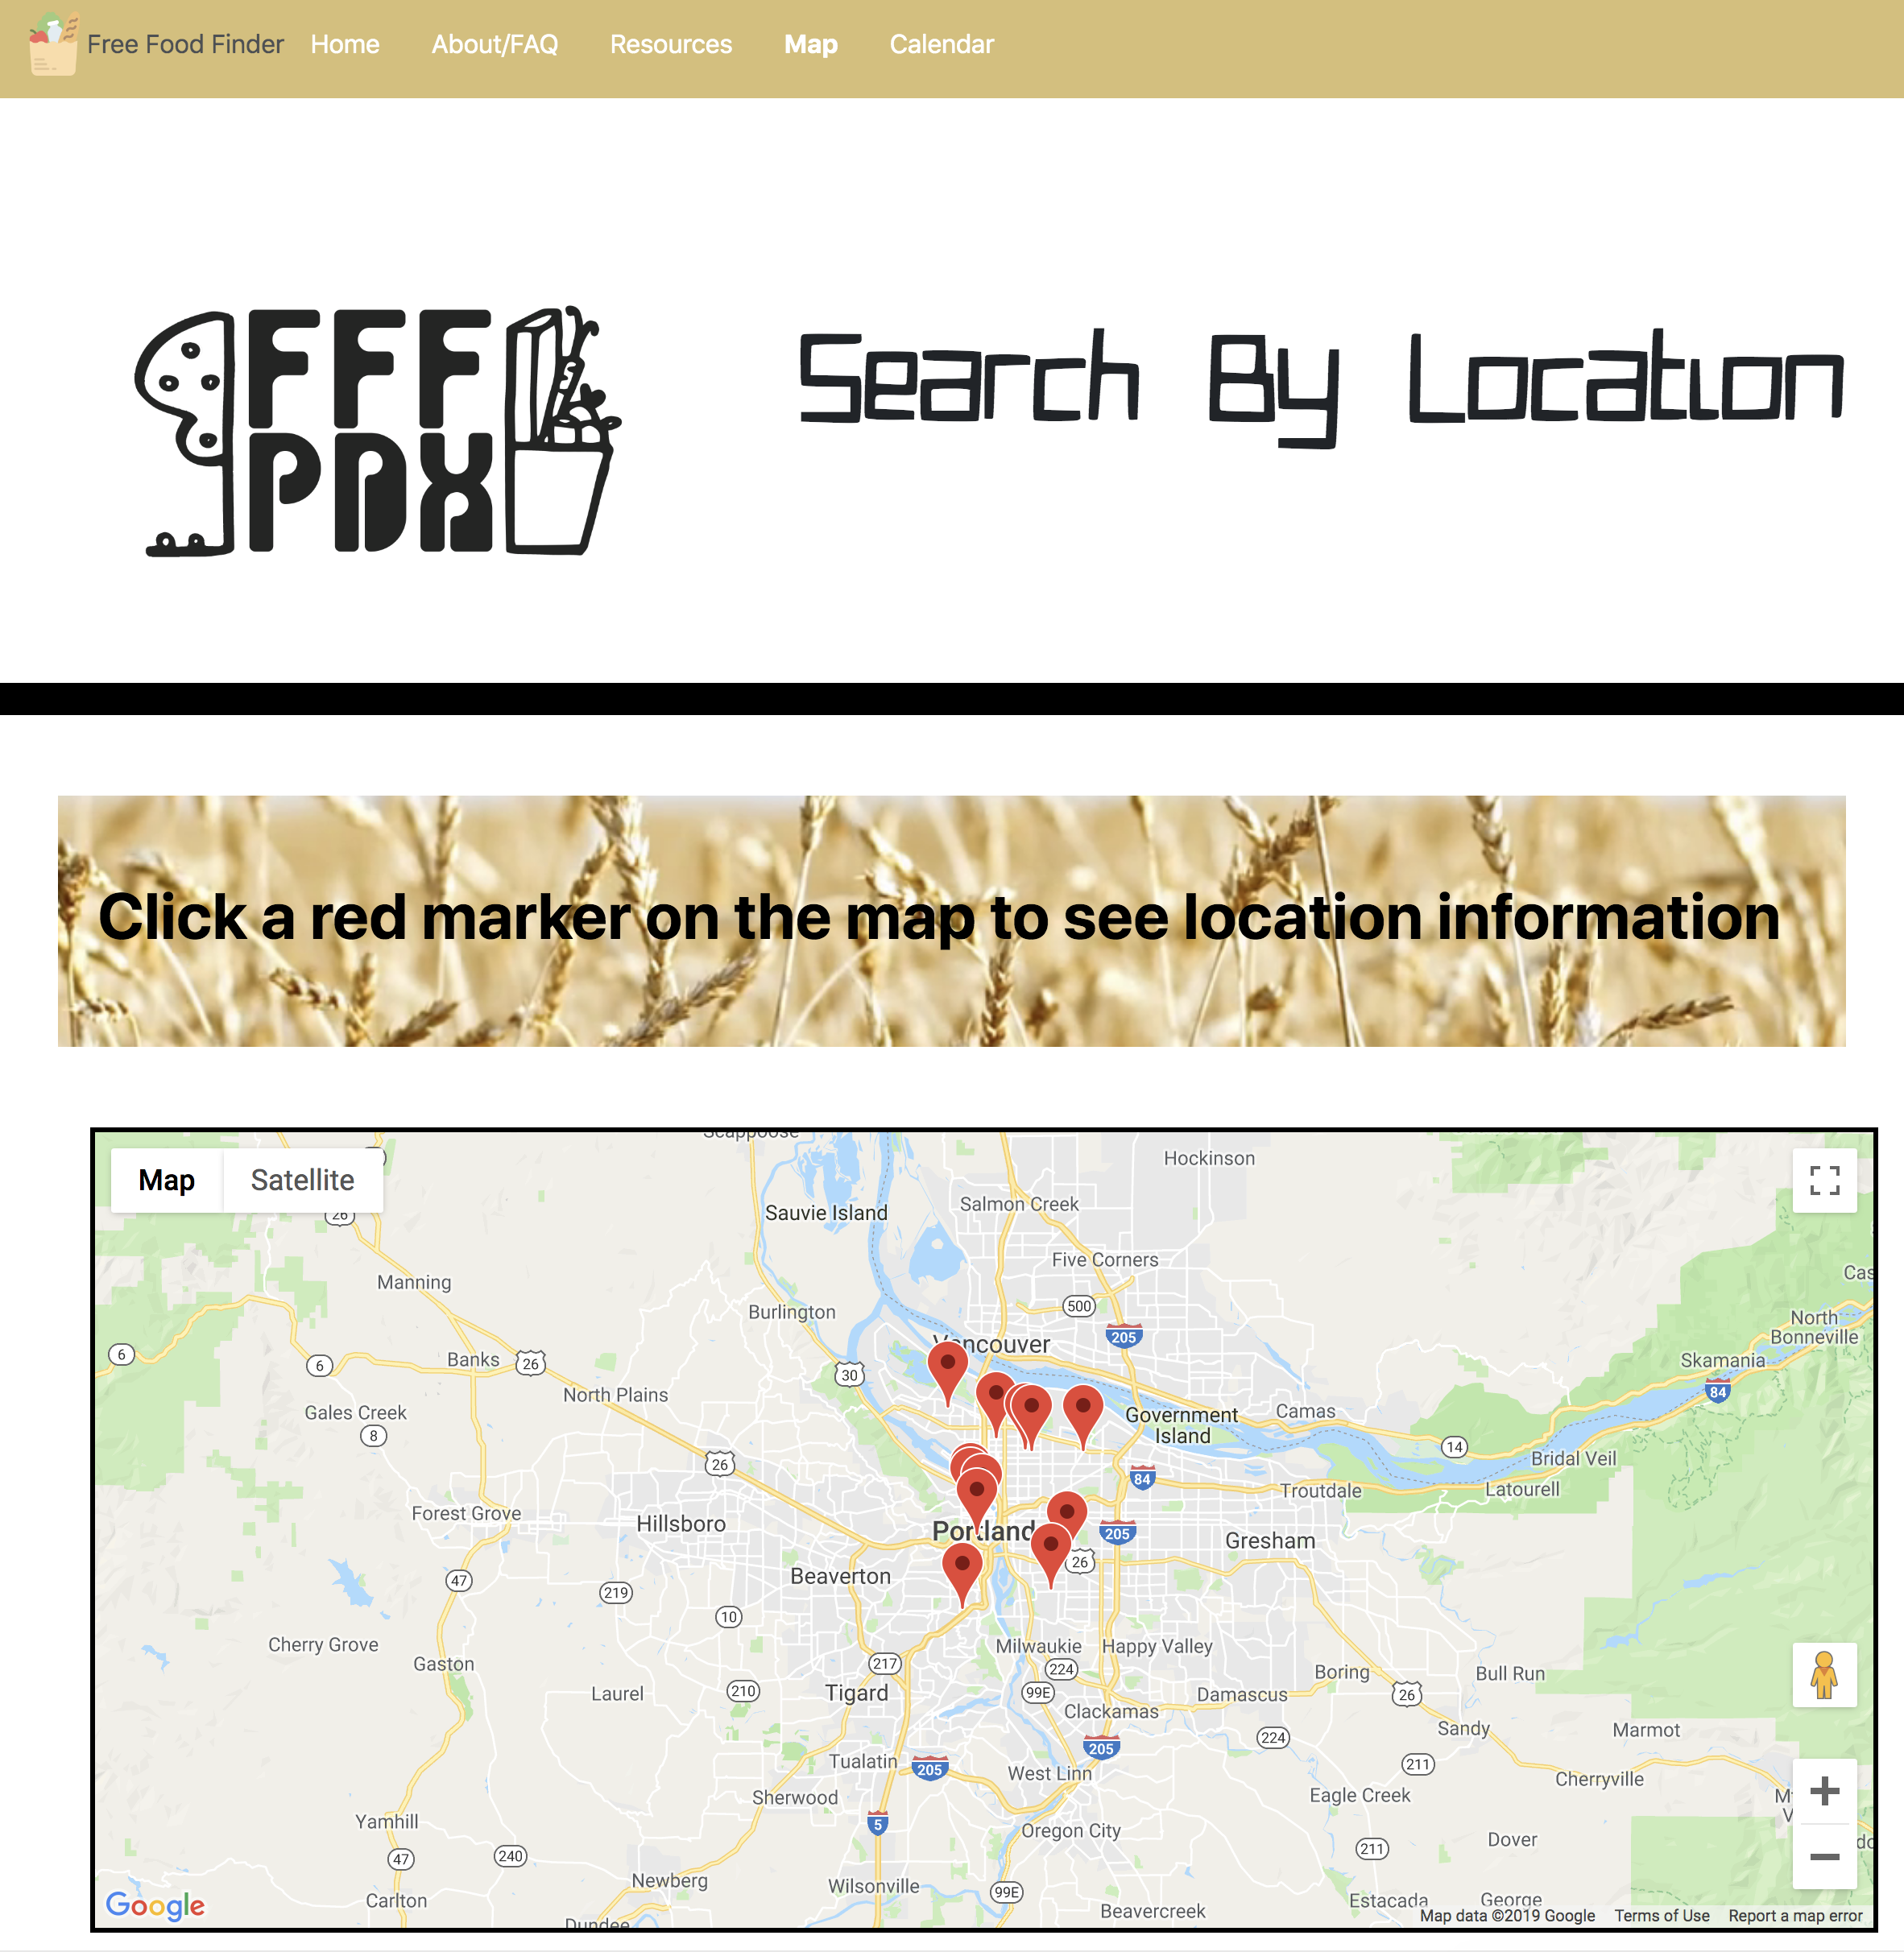 Free Food Finder Home About/FAQ Resources Map Calendar
FFF
PDX
Search By Location
Click a red marker on the map to see location information
Map Satellite
Scappoose
Hockinson
26
Sauvie Island
Salmon Creek
Five Corners
Cas
Manning
Burlington
500
North
Bonneville
205
Vancouver
6
6
Banks
26
30
Skamania
84
North Plains
Gales Creek
8
Government
Island
Camas
14
Bridal Veil
26
84
Troutdale
Latourell
Forest Grove
Hillsboro
Portland
205
Gresham
26
Beaverton
47
219
10
Cherry Grove
Gaston
Milwaukie
Happy Valley
217
224
Boring
Bull Run
Laurel
210
Tigard
99E
Damascus
26
Clackamas
Sandy
Marmot
224
205
Tualatin
205
West Linn
211
Cherryville
Sherwood
Eagle Creek
Yamhill
5
Oregon City
Dover
47
240
211
Newberg
Wilsonville
99E
Carlton
Estacada
George
Beavercreek
Dundee
Google
Map data ©2019 Google Terms of Use Report a map error